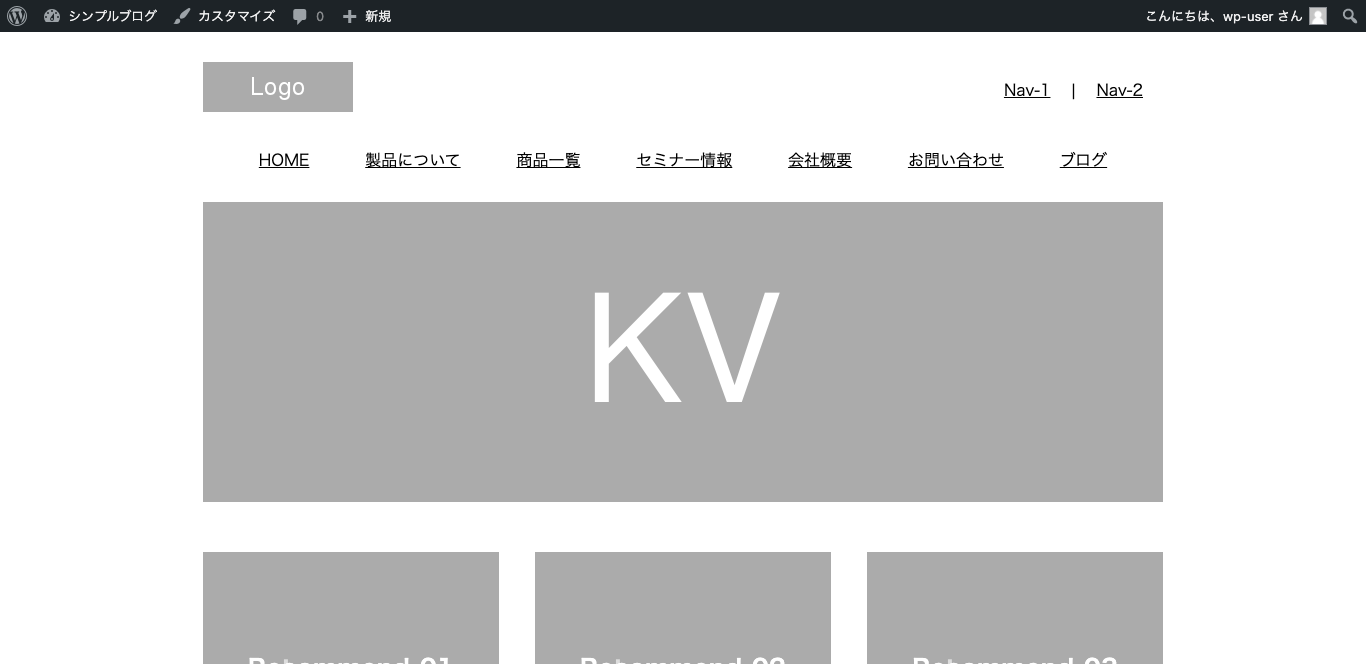 シンプルブログ カスタマイズ 0 新規 こんにちは、wp-user さん
Logo
Nav-1 | Nav-2
HOME 製品について 商品一覧 セミナー情報 会社概要 お問い合わせ ブログ
KV